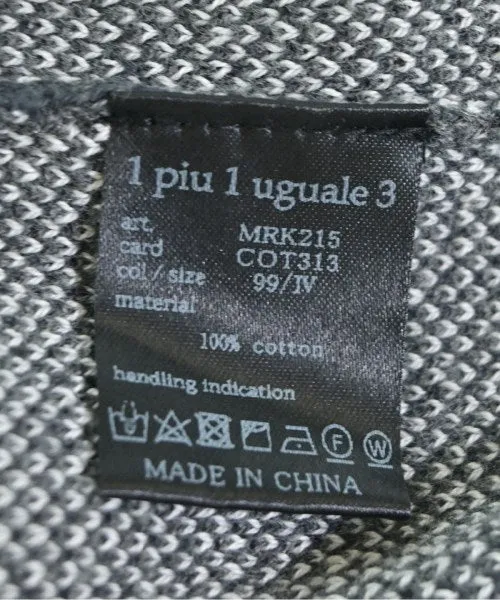 1 piu 1 uguale 3
art. MRK215
card COT313
col / size 99/IV
material
100% cotton
handling indication
F W
MADE IN CHINA